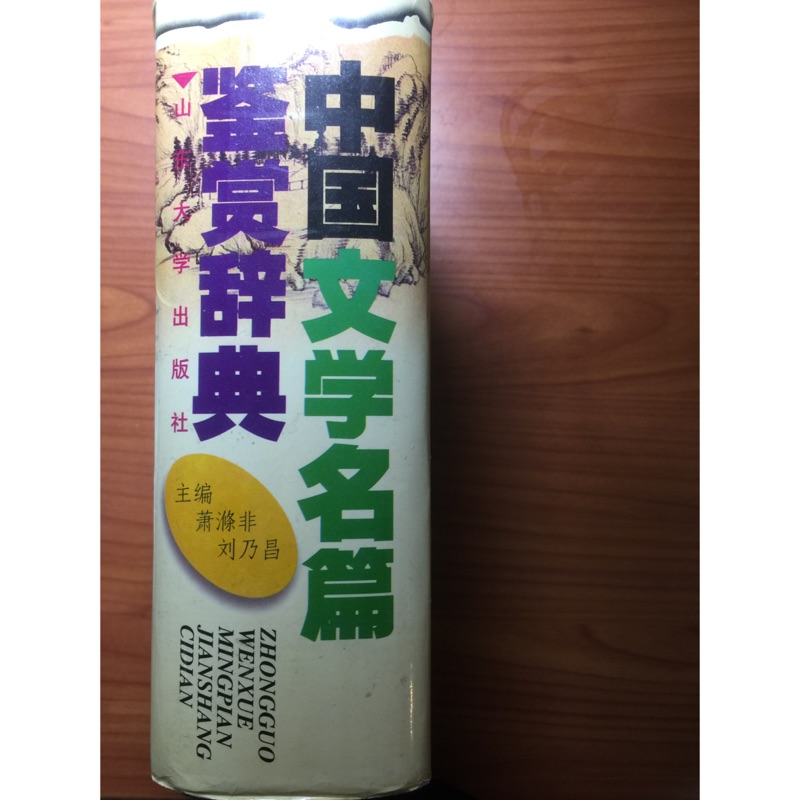 中国文学名篇
鉴赏辞典
山东大学出版社
主编
萧涤非
刘乃昌
ZHONGGUO
WENXUE
MINGPIAN
JIANSHANG
CIDIAN